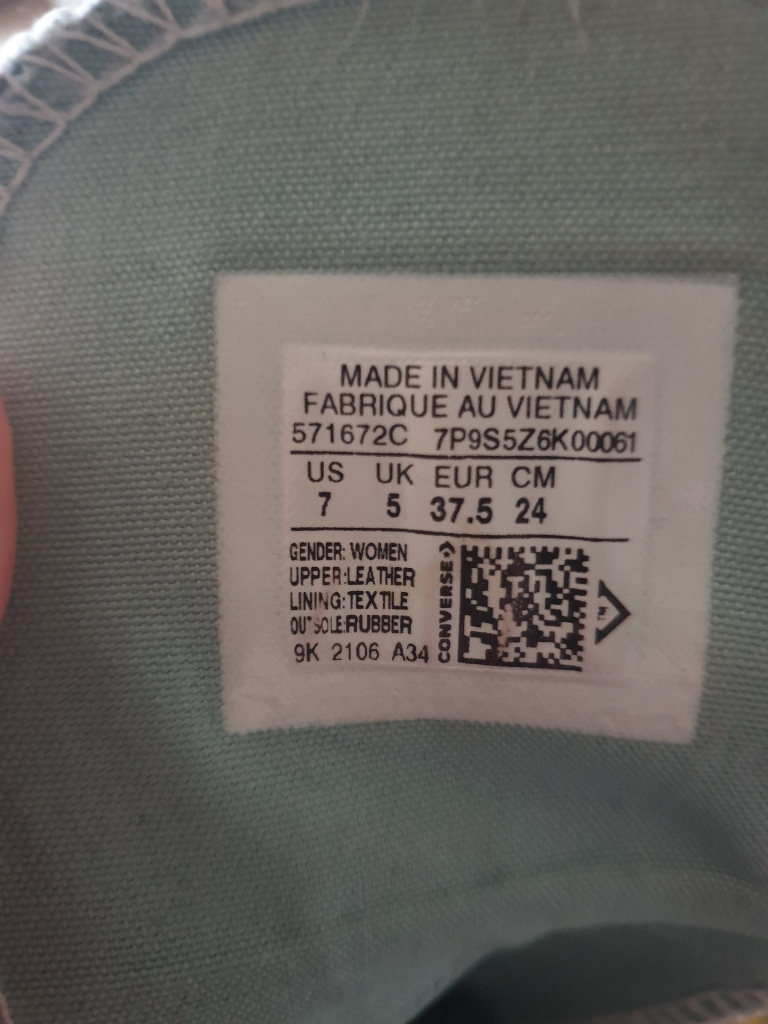 MADE IN VIETNAM
FABRIQUE AU VIETNAM
571672C 7P9S5Z6K00061
US UK EUR CM
7 5 37.5 24
GENDER: WOMEN
UPPER:LEATHER
LINING:TEXTILE
OUTSOLE:RUBBER
9K 2106 A34
CONVERSE
TM